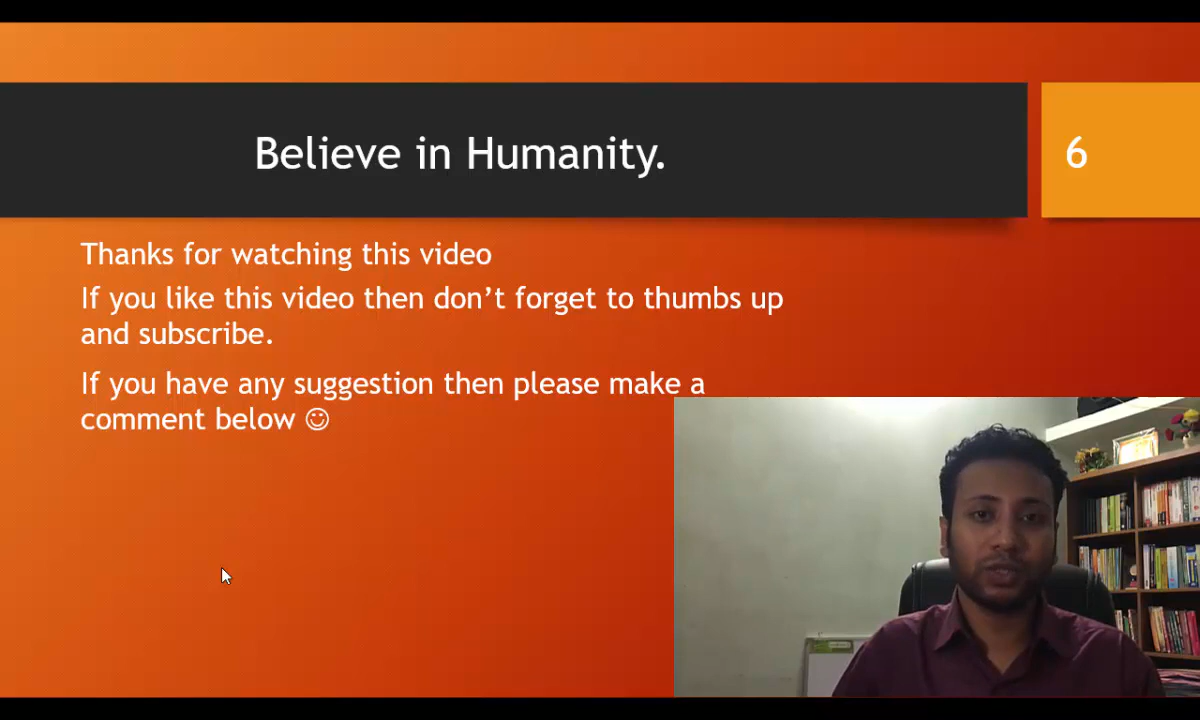 Believe in Humanity.
6
Thanks for watching this video
If you like this video then don’t forget to thumbs up
and subscribe.
If you have any suggestion then please make a
comment below ☺